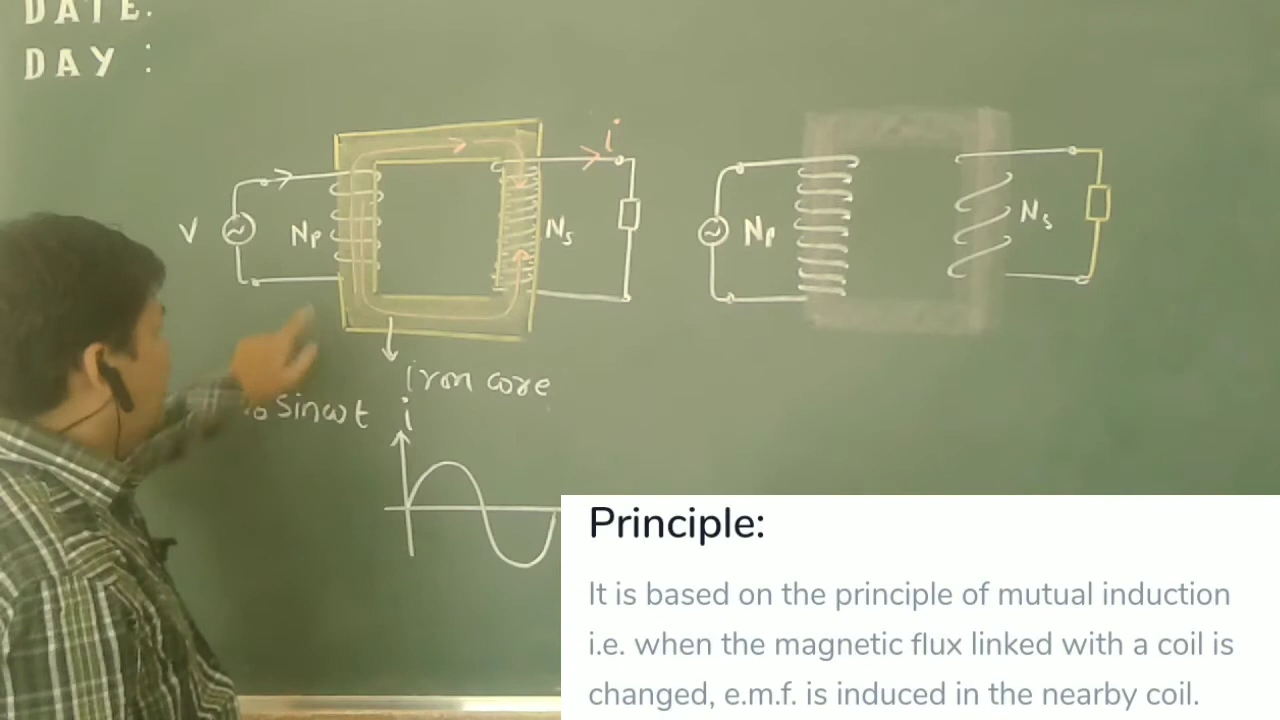 DATE:
DAY :
i
V
Np
Ns
Np
Ns
iron core
sinωt
i
Principle:
It is based on the principle of mutual induction
i.e. when the magnetic flux linked with a coil is
changed, e.m.f. is induced in the nearby coil.